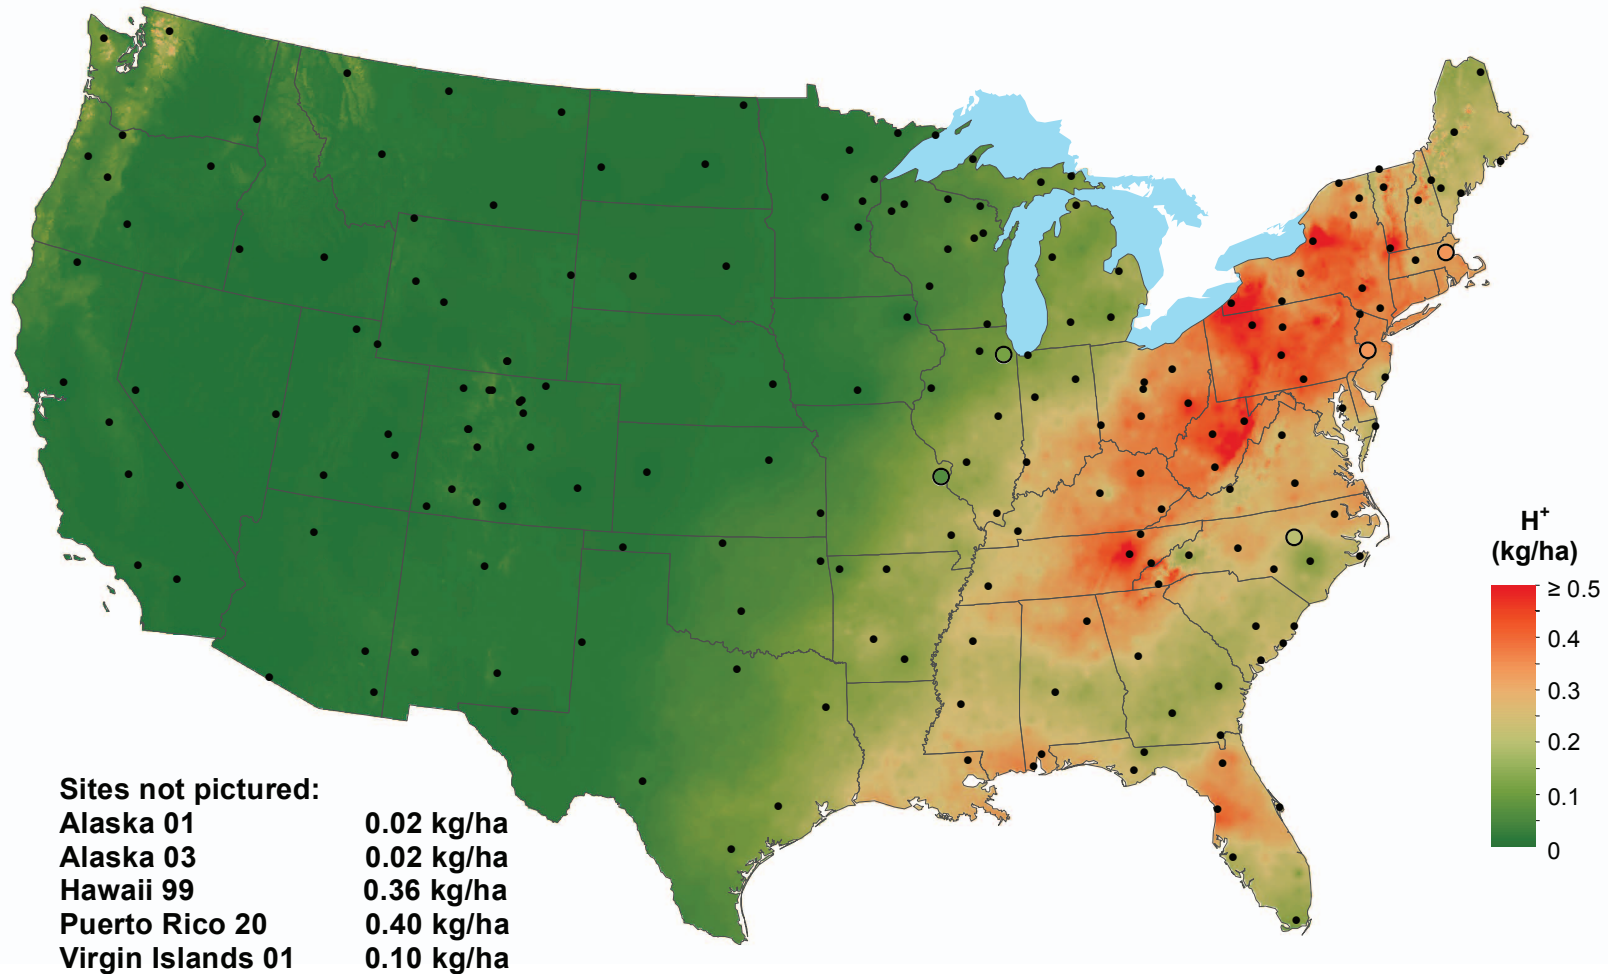 H+
(kg/ha)
≥ 0.5
0.4
0.3
0.2
0.1
0
Sites not pictured:
Alaska 01 0.02 kg/ha
Alaska 03 0.02 kg/ha
Hawaii 99 0.36 kg/ha
Puerto Rico 20 0.40 kg/ha
Virgin Islands 01 0.10 kg/ha